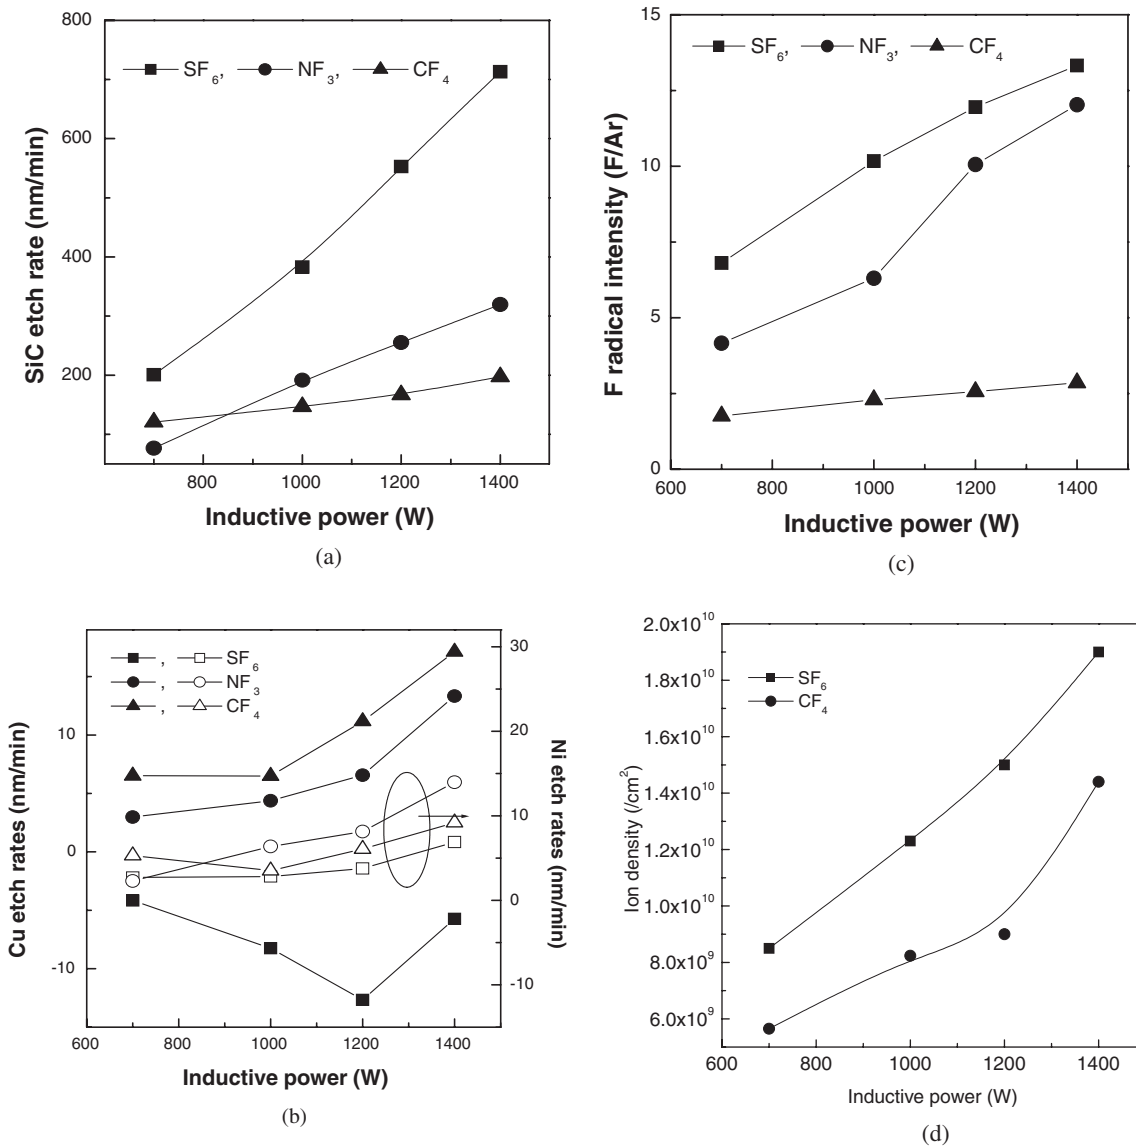 800
600
400
200
SiC etch rate (nm/min)
SF6, NF3, CF4
800 1000 1200 1400
Inductive power (W)
(a)
15
10
5
0
F radical intensity (F/Ar)
SF6, NF3, CF4
600 800 1000 1200 1400
Inductive power (W)
(c)
10
0
-10
Cu etch rates (nm/min)
, SF6
, NF3
, CF4
30
20
10
0
-10
Ni etch rates (nm/min)
600 800 1000 1200 1400
Inductive power (W)
(b)
2.0x10^10
1.8x10^10
1.6x10^10
1.4x10^10
1.2x10^10
1.0x10^10
8.0x10^9
6.0x10^9
Ion density (/cm^2)
SF6
CF4
600 800 1000 1200 1400
Inductive power (W)
(d)